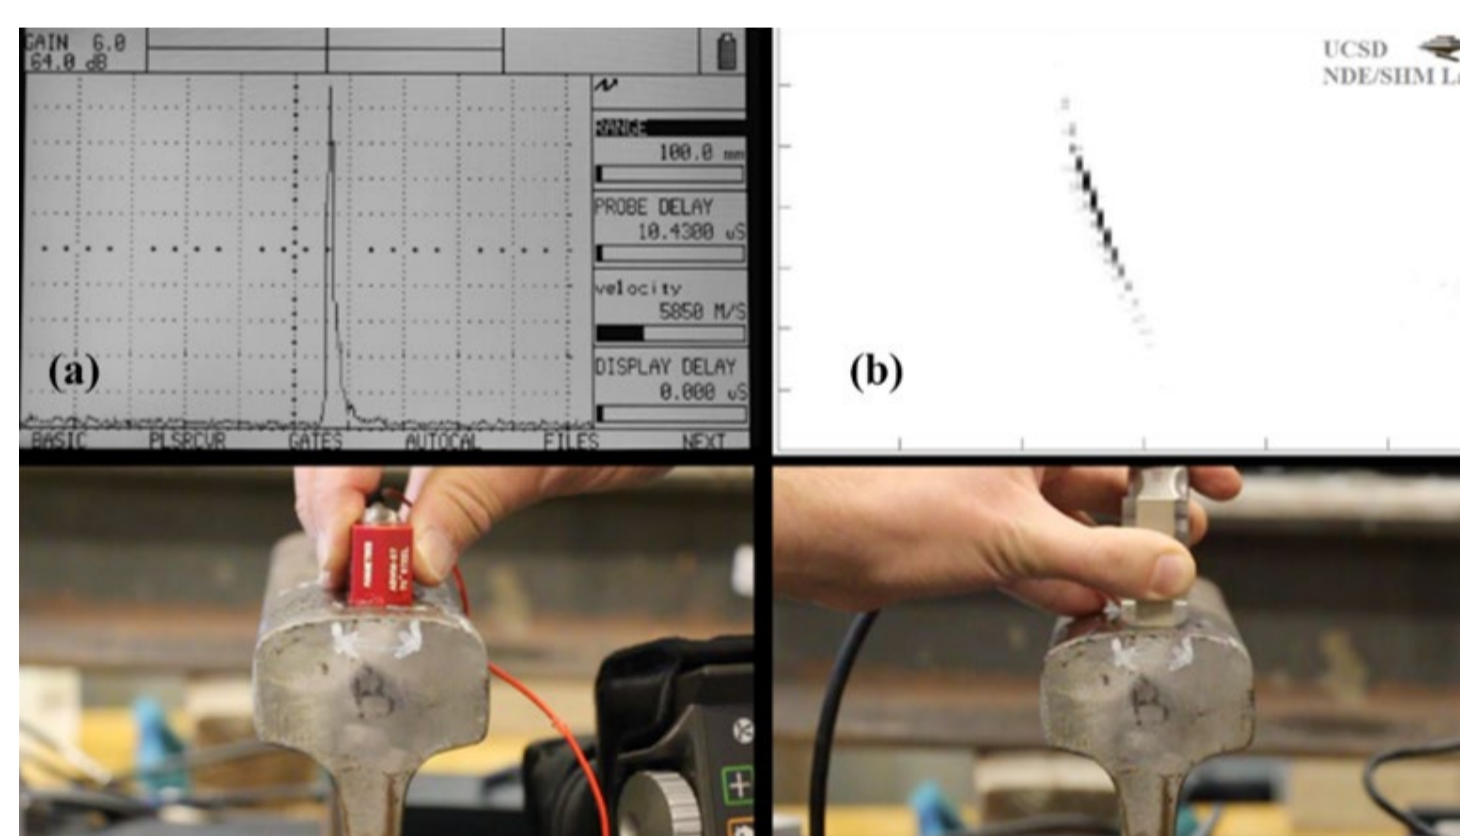 GAIN 6.0
64.0 dB
RANGE
100.0 mm
PROBE DELAY
10.4300 uS
velocity
5850 M/S
DISPLAY DELAY
0.000 uS
BASIC PLSRCVR GATES AUTOCAL FILES NEXT
(a)
UCSD
NDE/SHM La
(b)
B